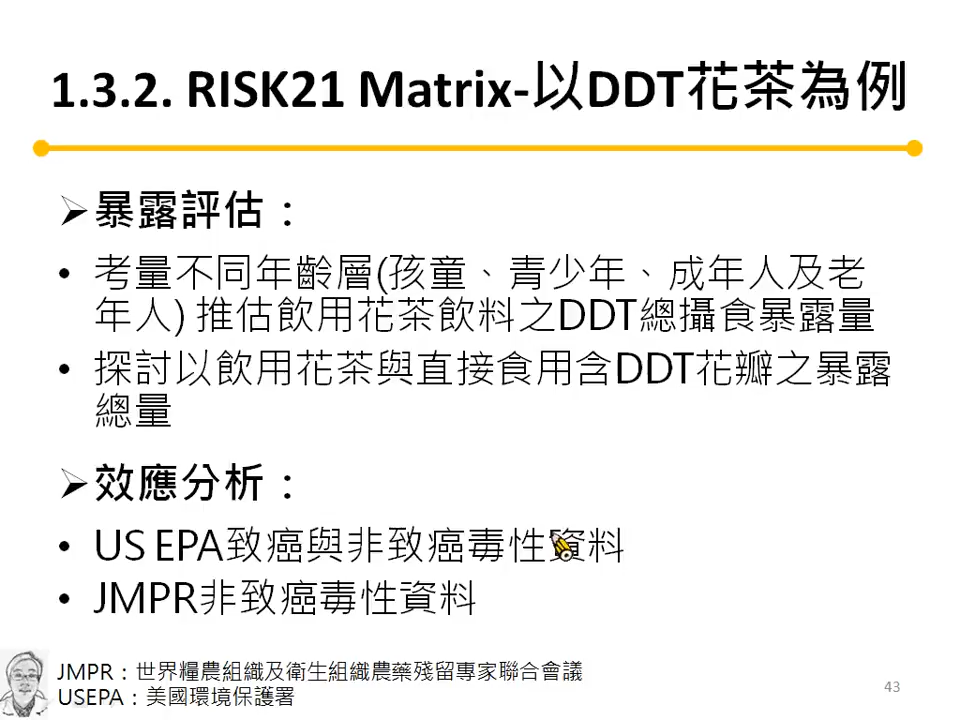 1.3.2. RISK21 Matrix-以DDT花茶為例
➢暴露評估：
• 考量不同年齡層(孩童、青少年、成年人及老
年人) 推估飲用花茶飲料之DDT總攝食暴露量
• 探討以飲用花茶與直接食用含DDT花瓣之暴露
總量
➢效應分析：
• US EPA致癌與非致癌毒性資料
• JMPR非致癌毒性資料
JMPR：世界糧農組織及衛生組織農藥殘留專家聯合會議
USEPA：美國環境保護署
43